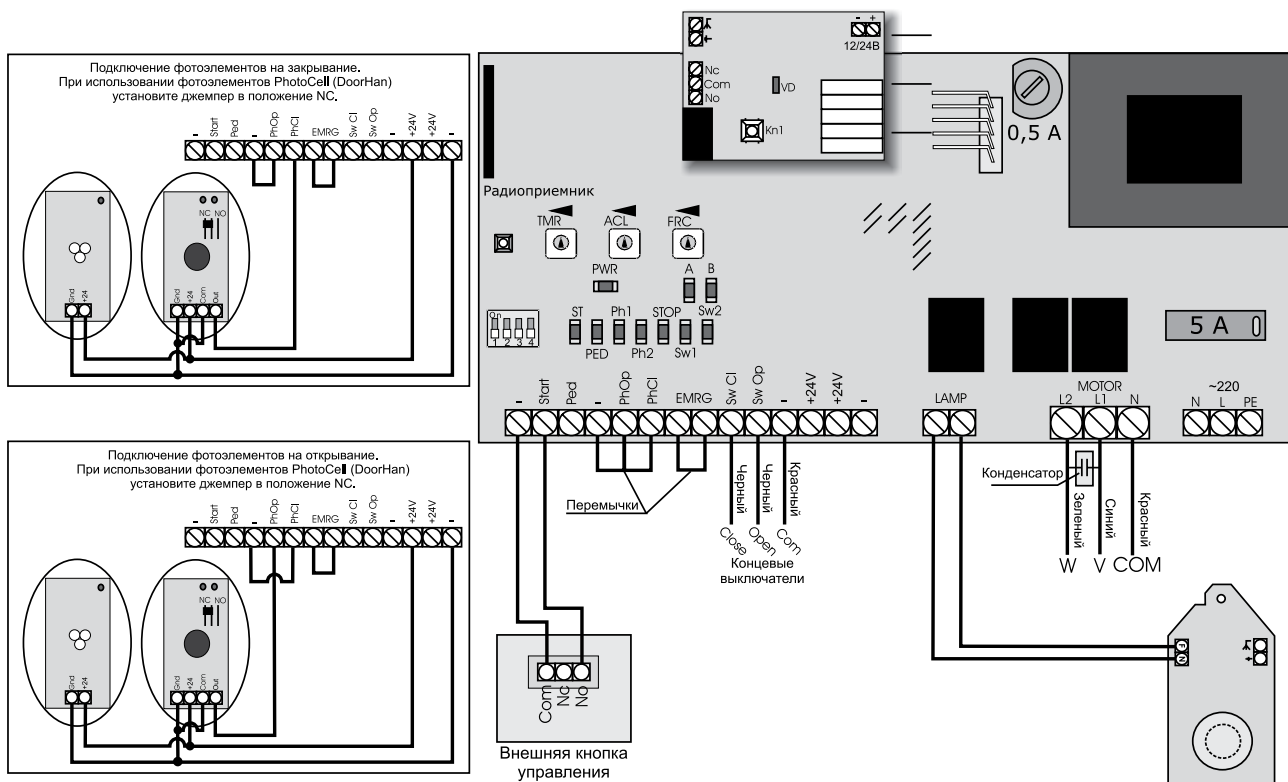 Подключение фотоэлементов на закрывание.
При использовании фотоэлементов PhotoCell (DoorHan)
установите джемпер в положение NC.
- Start Ped - PhOp PhCl EMRG Sw Cl Sw Op - +24V +24V -
NC NO
Gnd +24
Gnd +24 Com Out
Подключение фотоэлементов на открывание.
При использовании фотоэлементов PhotoCell (DoorHan)
установите джемпер в положение NC.
- Start Ped - PhOp PhCl EMRG Sw Cl Sw Op - +24V +24V -
NC NO
Gnd +24
Gnd +24 Com Out
- +
12/24В
Nc
Com
No
VD
Kn1
0,5 А
Радиоприемник
TMR ACL FRC
PWR A B
On
1 2 3 4
ST Ph1 STOP Sw2
PED Ph2 Sw1
5 А
- Start Ped - PhOp PhCl EMRG Sw Cl Sw Op - +24V +24V -
LAMP
MOTOR
L2 L1 N
~220
N L PE
Перемычки
Черный
Черный
Красный
Close
Open
Com
Концевые
выключатели
Конденсатор
Зеленый
Синий
Красный
W V COM
Com
Nc
No
Внешняя кнопка
управления
F
N